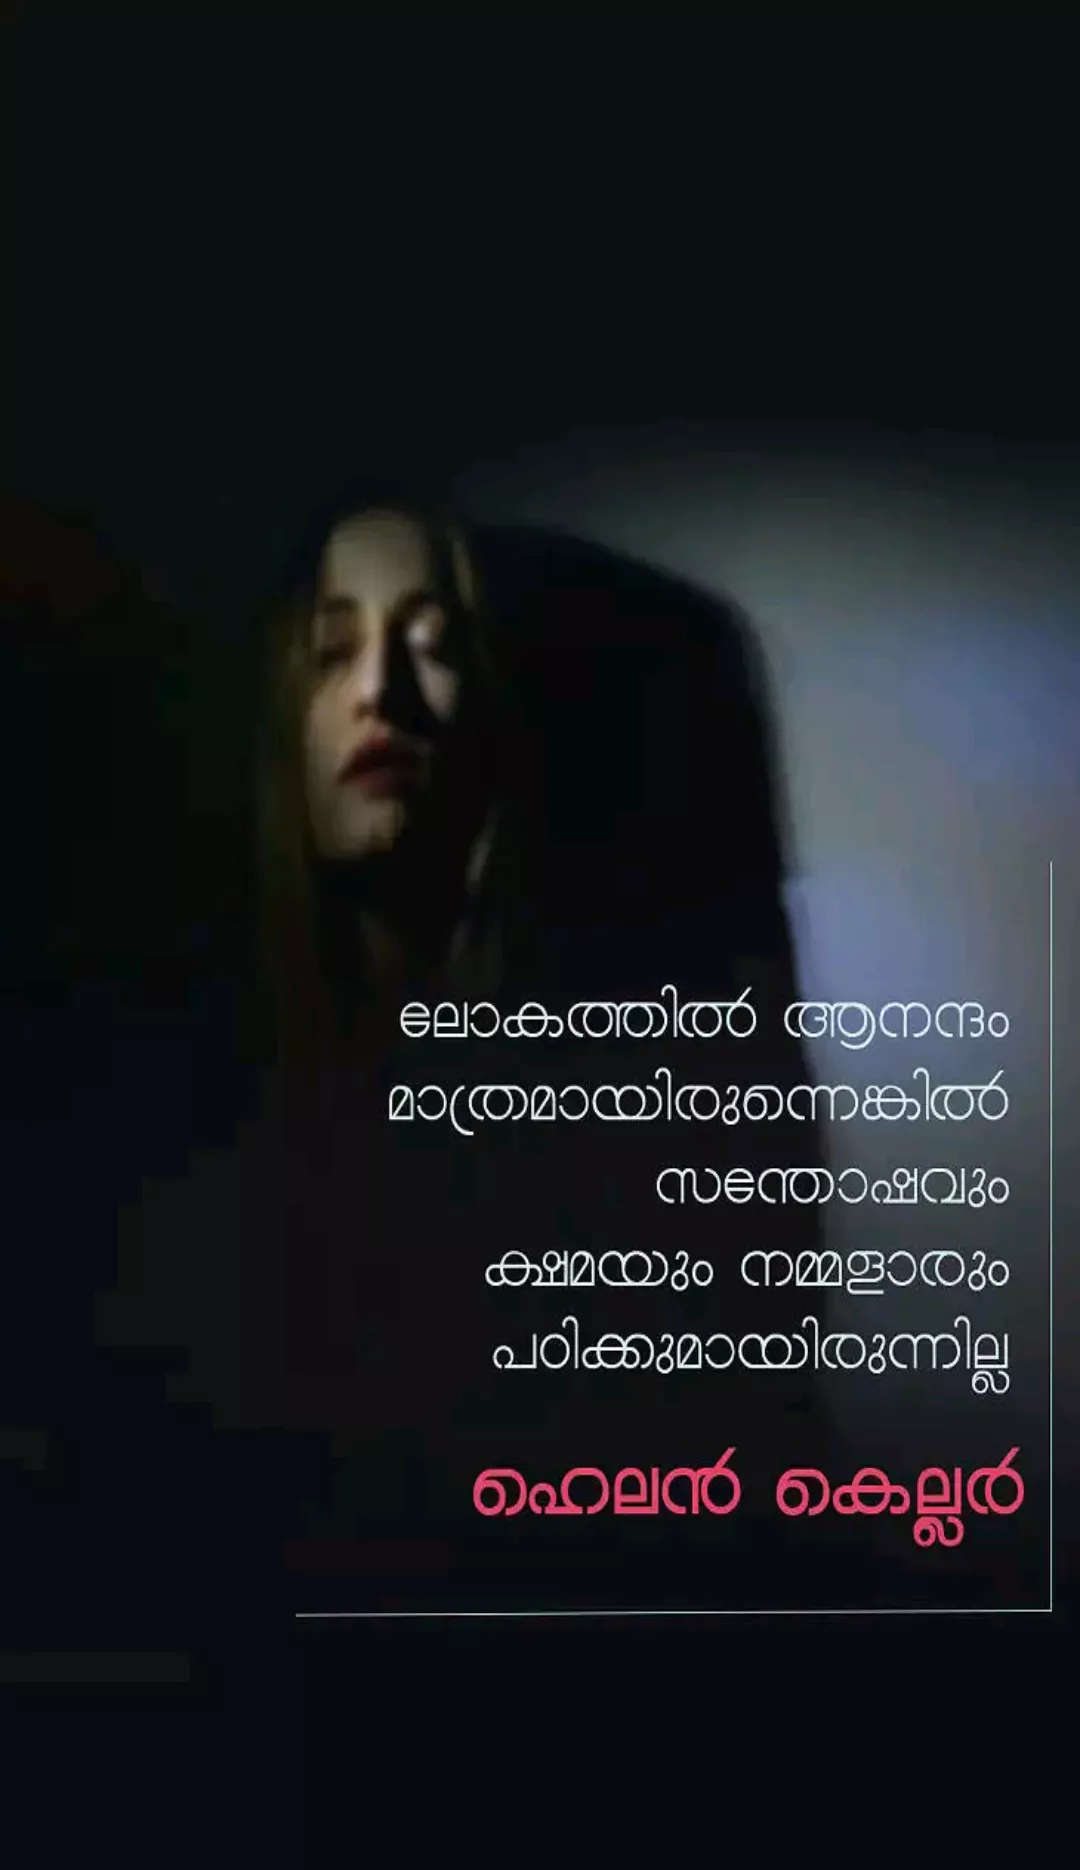 ലോകത്തിൽ ആനന്ദം
മാത്രമായിരുന്നെങ്കിൽ
സന്തോഷവും
ക്ഷമയും നമ്മളാരും
പഠിക്കുമായിരുന്നില്ല
ഹെലൻ കെല്ലർ